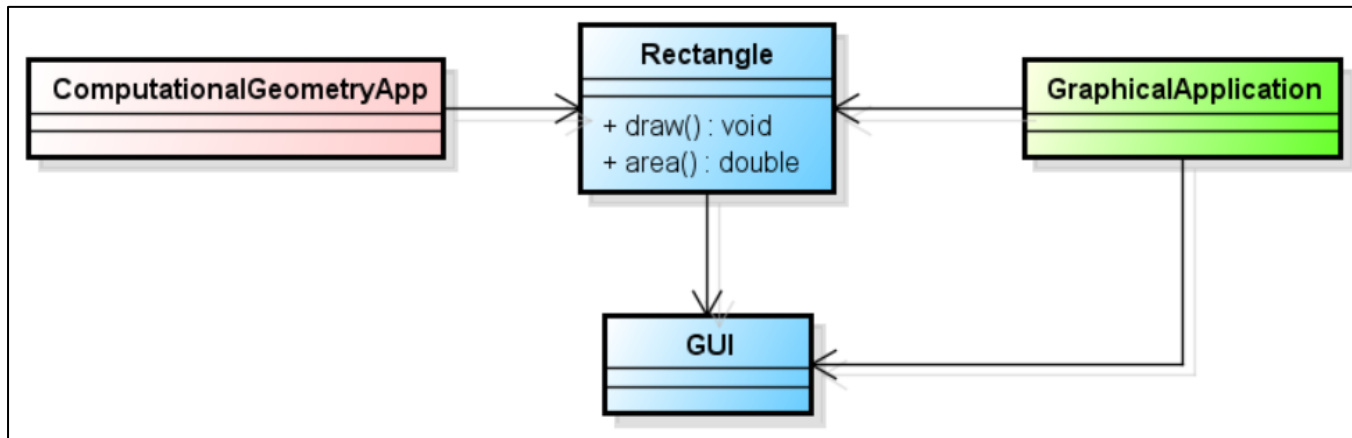 ComputationalGeometryApp
Rectangle
+ draw() : void
+ area() : double
GraphicalApplication
GUI